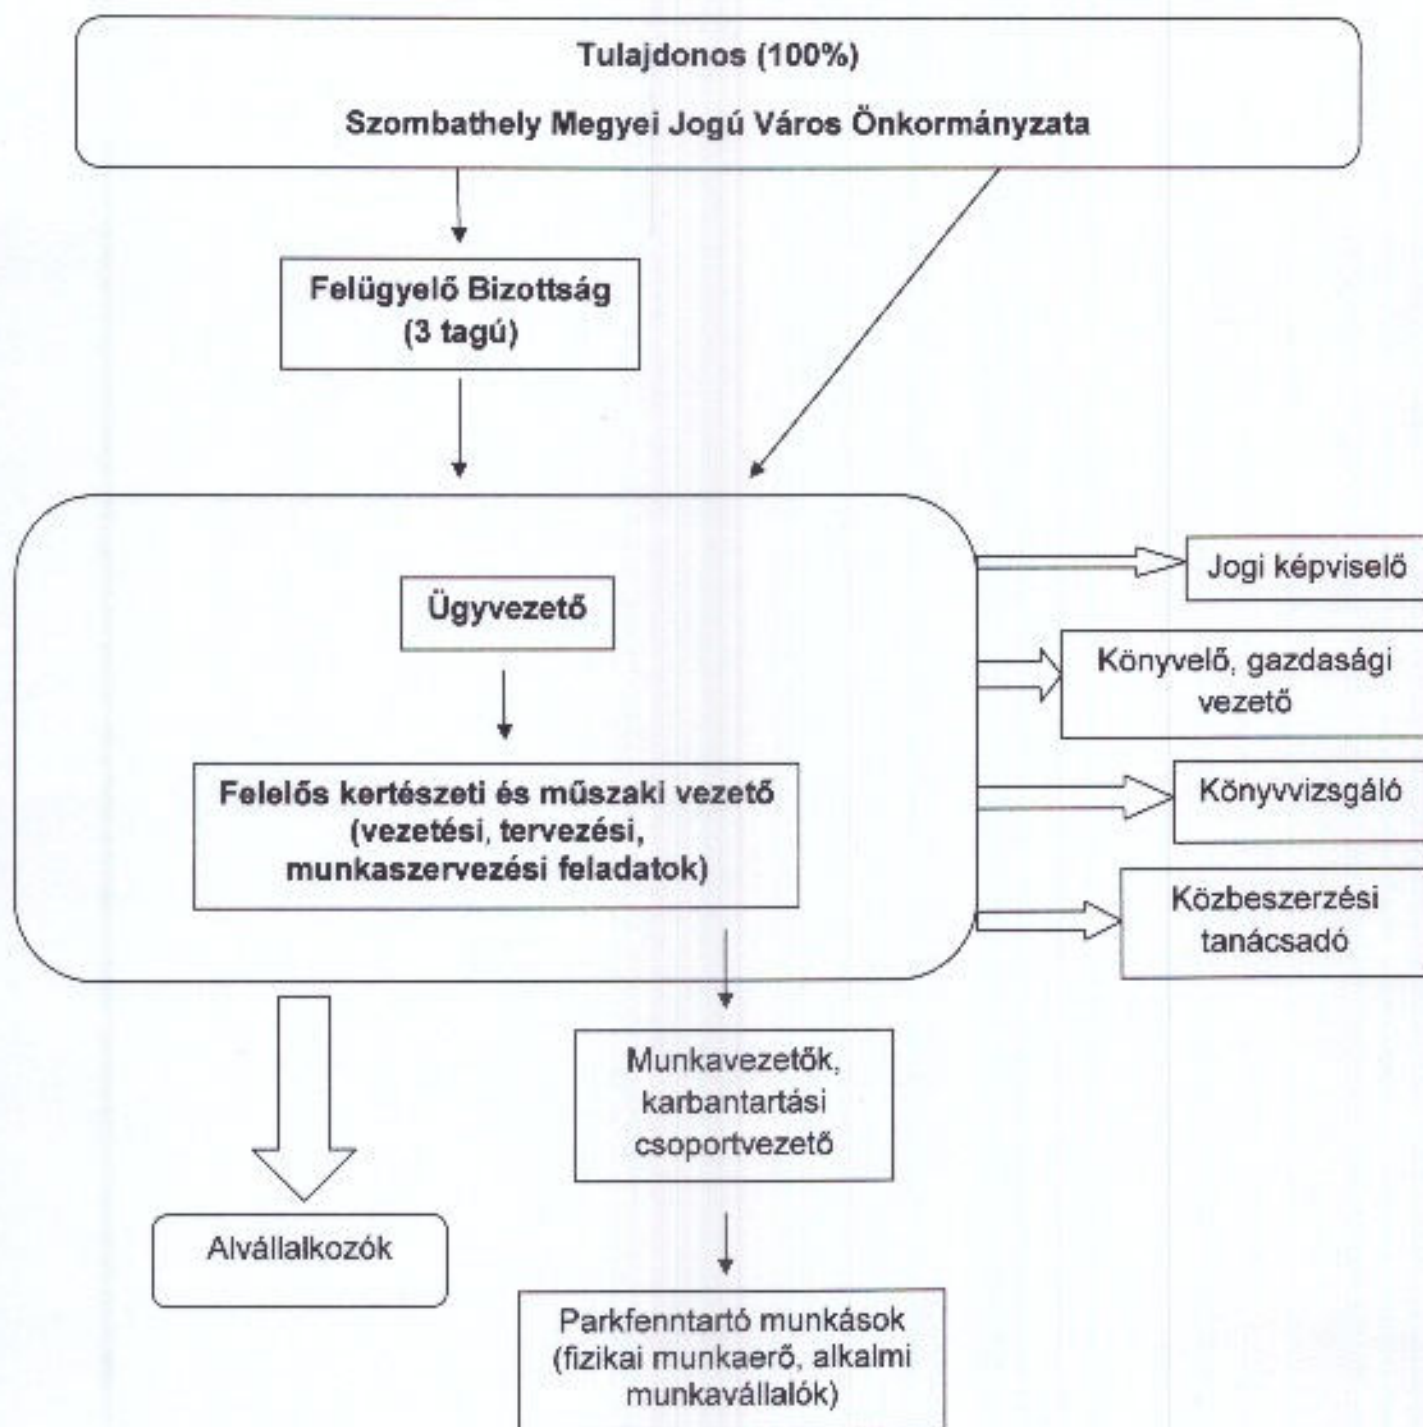 Tulajdonos (100%)
Szombathely Megyei Jogú Város Önkormányzata
Felügyelő Bizottság
(3 tagú)
Ügyvezető
Felelős kertészeti és műszaki vezető
(vezetési, tervezési,
munkaszervezési feladatok)
Jogi képviselő
Könyvelő, gazdasági
vezető
Könyvvizsgáló
Közbeszerzési
tanácsadó
Munkavezetők,
karbantartási
csoportvezető
Alvállalkozók
Parkfenntartó munkások
(fizikai munkaerő, alkalmi
munkavállalók)